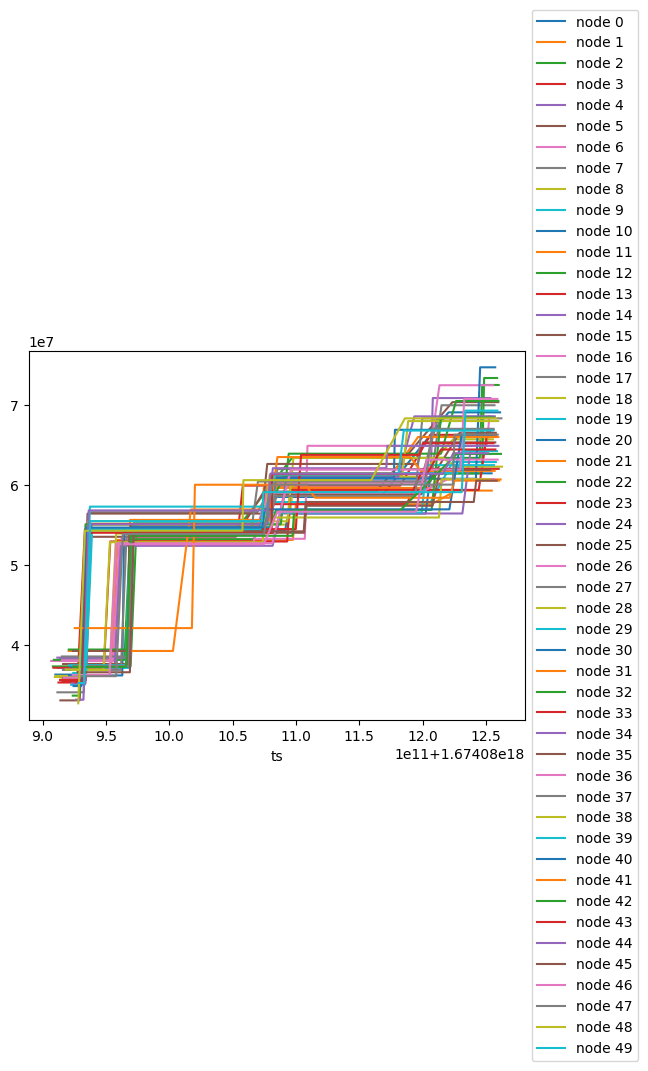 1e7
7
6
5
4
9.0 9.5 10.0 10.5 11.0 11.5 12.0 12.5
ts
1e11+1.67408e18
node 0
node 1
node 2
node 3
node 4
node 5
node 6
node 7
node 8
node 9
node 10
node 11
node 12
node 13
node 14
node 15
node 16
node 17
node 18
node 19
node 20
node 21
node 22
node 23
node 24
node 25
node 26
node 27
node 28
node 29
node 30
node 31
node 32
node 33
node 34
node 35
node 36
node 37
node 38
node 39
node 40
node 41
node 42
node 43
node 44
node 45
node 46
node 47
node 48
node 49